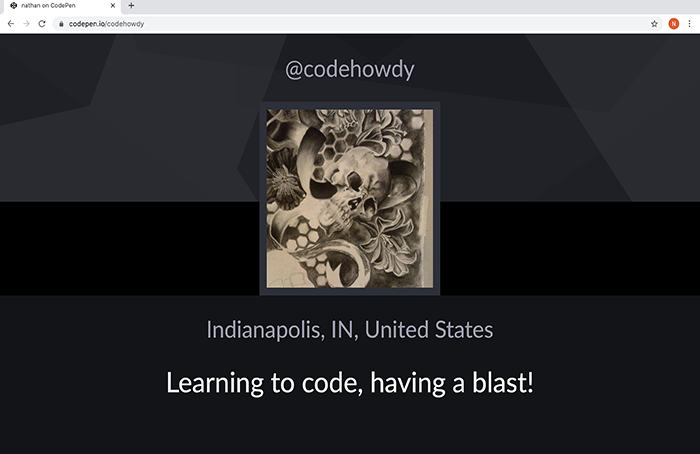 nathan on CodePen
codepen.io/codehowdy
N
@codehowdy
Indianapolis, IN, United States
Learning to code, having a blast!